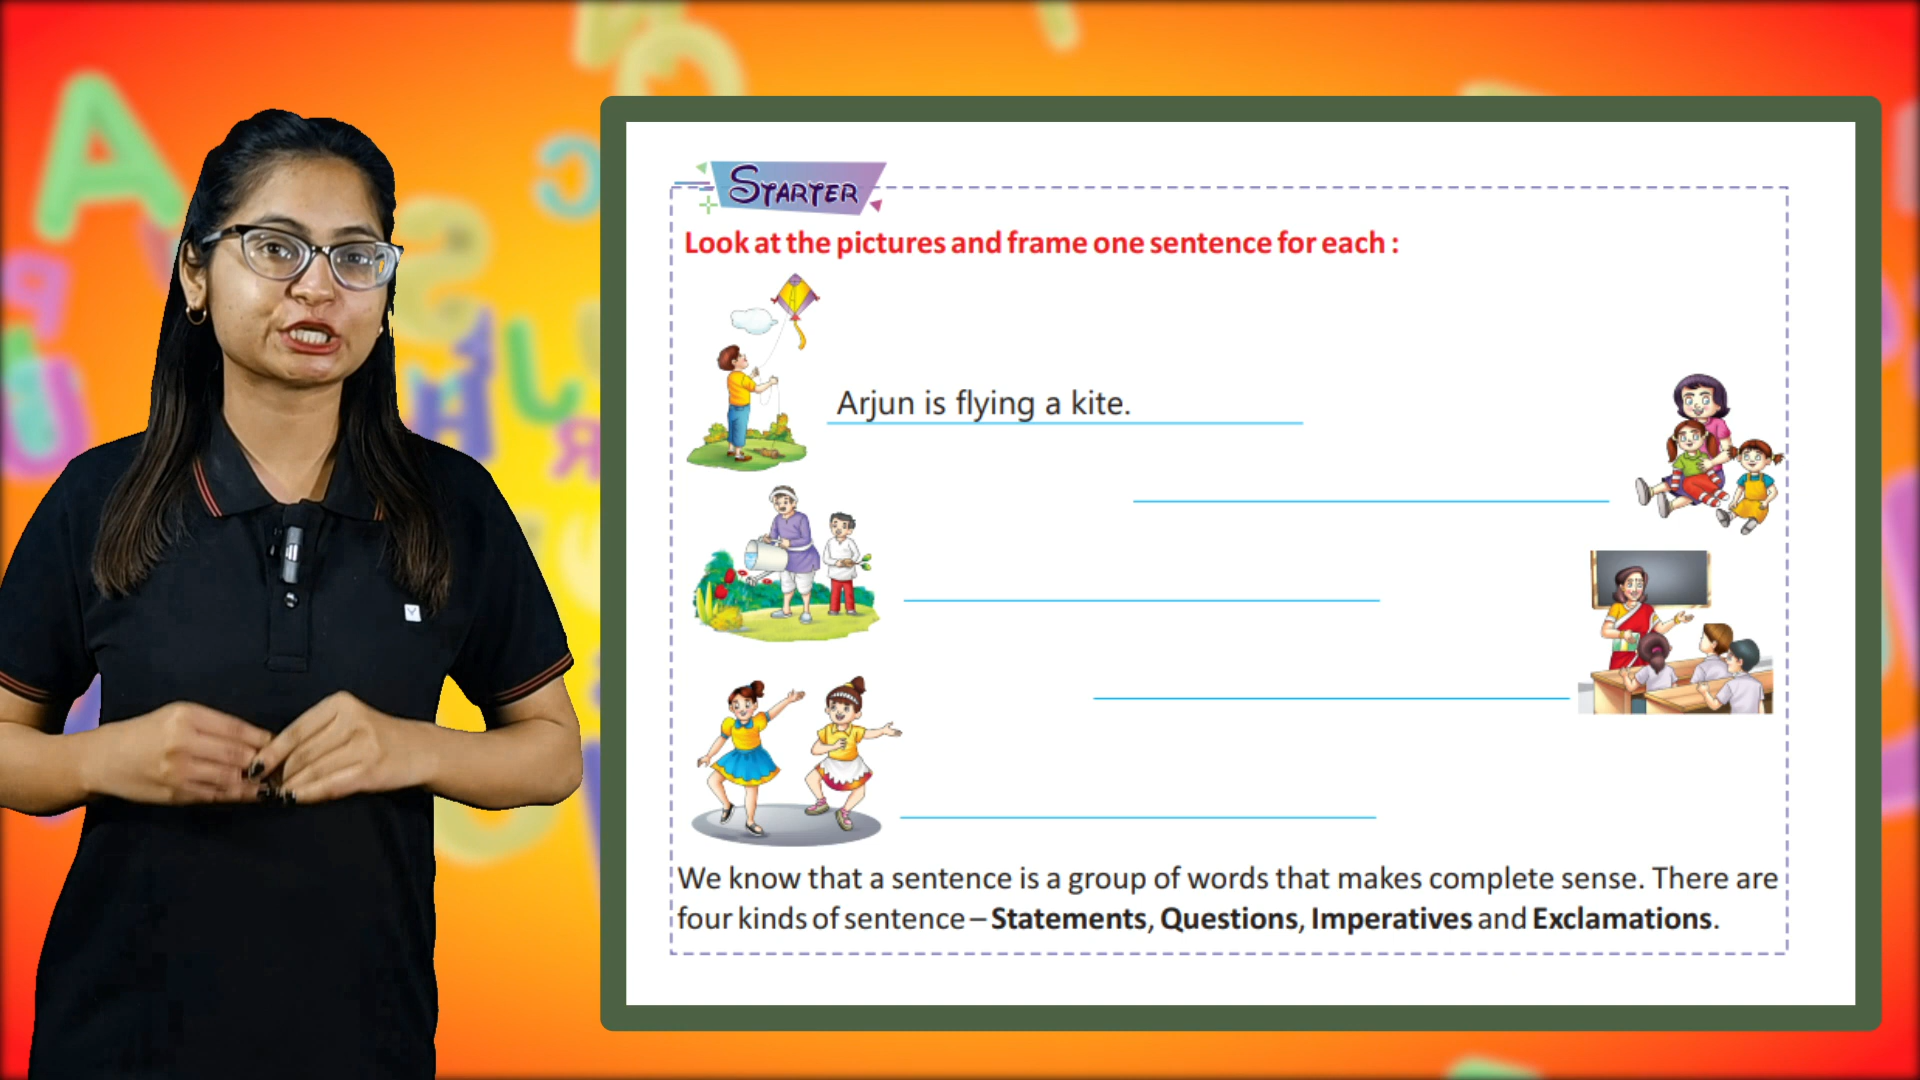 STARTER
Look at the pictures and frame one sentence for each :
Arjun is flying a kite.
We know that a sentence is a group of words that makes complete sense. There are
four kinds of sentence – Statements, Questions, Imperatives and Exclamations.